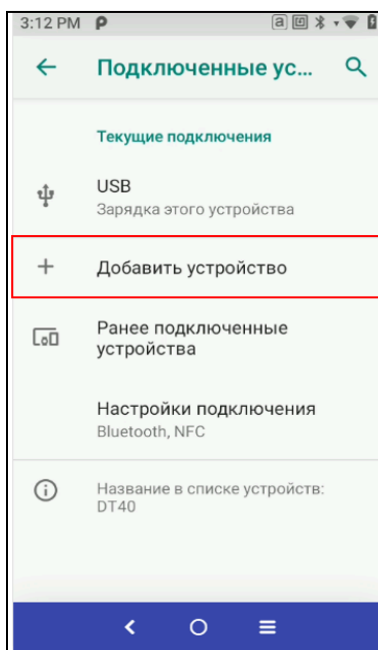 3:12 PM
Подключенные ус...
Текущие подключения
USB
Зарядка этого устройства
Добавить устройство
Ранее подключенные
устройства
Настройки подключения
Bluetooth, NFC
Название в списке устройств:
DT40